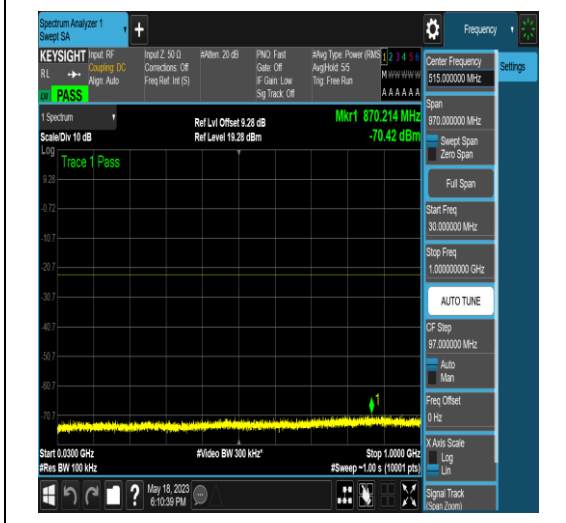 Spectrum Analyzer 1
Swept SA
+
Frequency
KEYSIGHT
RL
PASS
Input: RF
Coupling: DC
Align: Auto
Input Z: 50 Ω
Corrections: Off
Freq Ref: Int (S)
#Atten: 20 dB
PNO: Fast
Gate: Off
IF Gain: Low
Sig Track: Off
#Avg Type: Power (RMS
Avg|Hold: 5/5
Trig: Free Run
1 2 3 4 5 6
M W W W W W
A A A A A A
1 Spectrum
Scale/Div 10 dB
Ref Lvl Offset 9.28 dB
Ref Level 19.28 dBm
Mkr1 870.214 MHz
-70.42 dBm
Log
Trace 1 Pass
9.28
-0.72
-10.7
-20.7
-30.7
-40.7
-50.7
-60.7
-70.7
1
Start 0.0300 GHz
#Res BW 100 kHz
#Video BW 300 kHz*
Stop 1.0000 GHz
#Sweep ~1.00 s (10001 pts)
?
May 18, 2023
6:10:39 PM
Center Frequency
515.000000 MHz
Span
970.000000 MHz
Swept Span
Zero Span
Full Span
Start Freq
30.000000 MHz
Stop Freq
1.000000000 GHz
AUTO TUNE
CF Step
97.000000 MHz
Auto
Man
Freq Offset
0 Hz
X Axis Scale
Log
Lin
Signal Track
(Span Zoom)
Settings